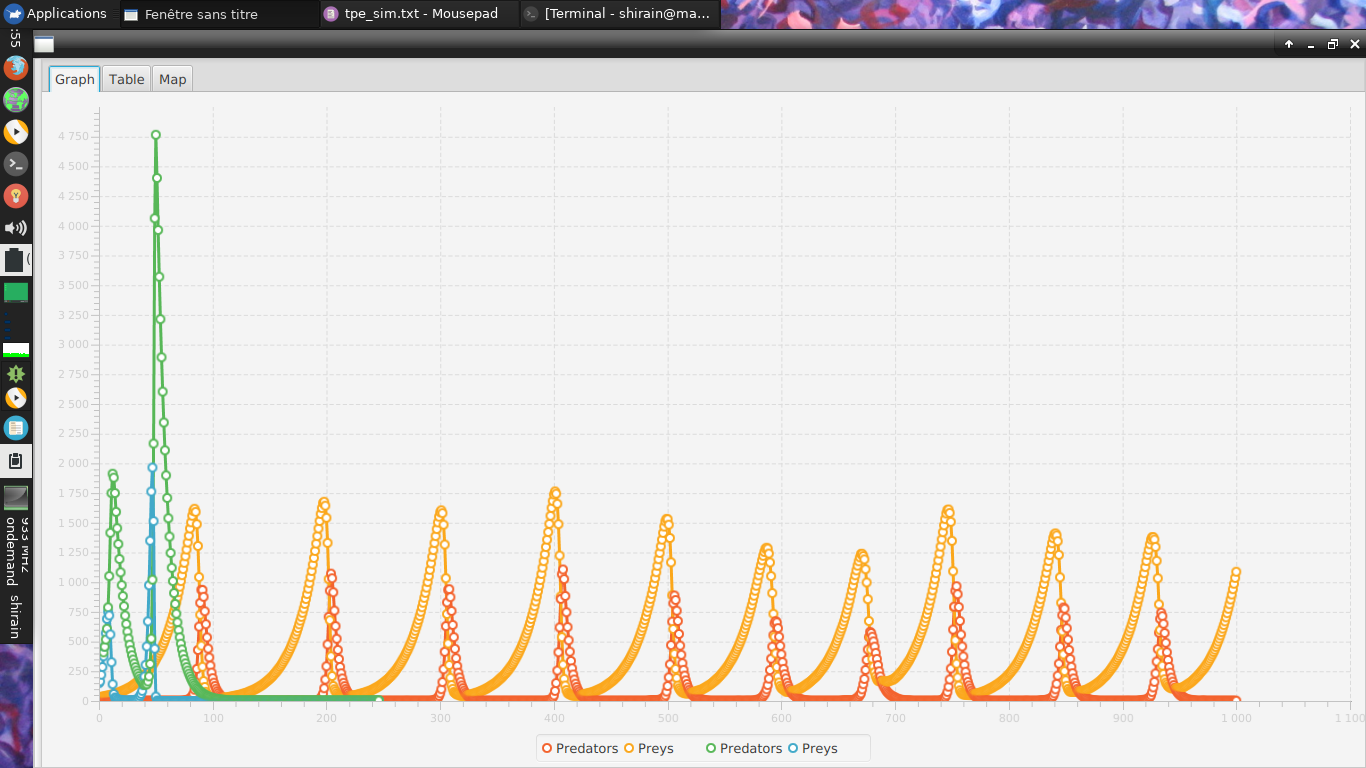 Applications
Fenêtre sans titre
tpe_sim.txt - Mousepad
[Terminal - shirain@ma...
:55
Graph
Table
Map
4 750
4 500
4 250
4 000
3 750
3 500
3 250
3 000
2 750
2 500
2 250
2 000
1 750
1 500
1 250
1 000
750
500
250
0
0 100 200 300 400 500 600 700 800 900 1 000 1 100
Predators Preys Predators Preys
933 MHz
ondemand
shirain